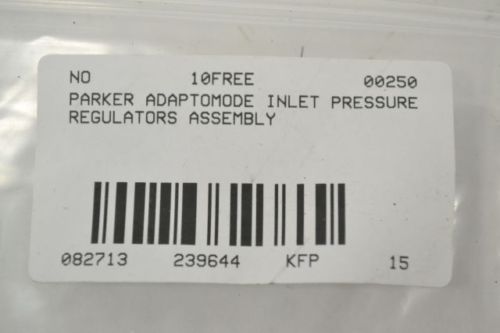 NO 10FREE 00250
PARKER ADAPTOMODE INLET PRESSURE
REGULATORS ASSEMBLY
082713 239644 KFP 15